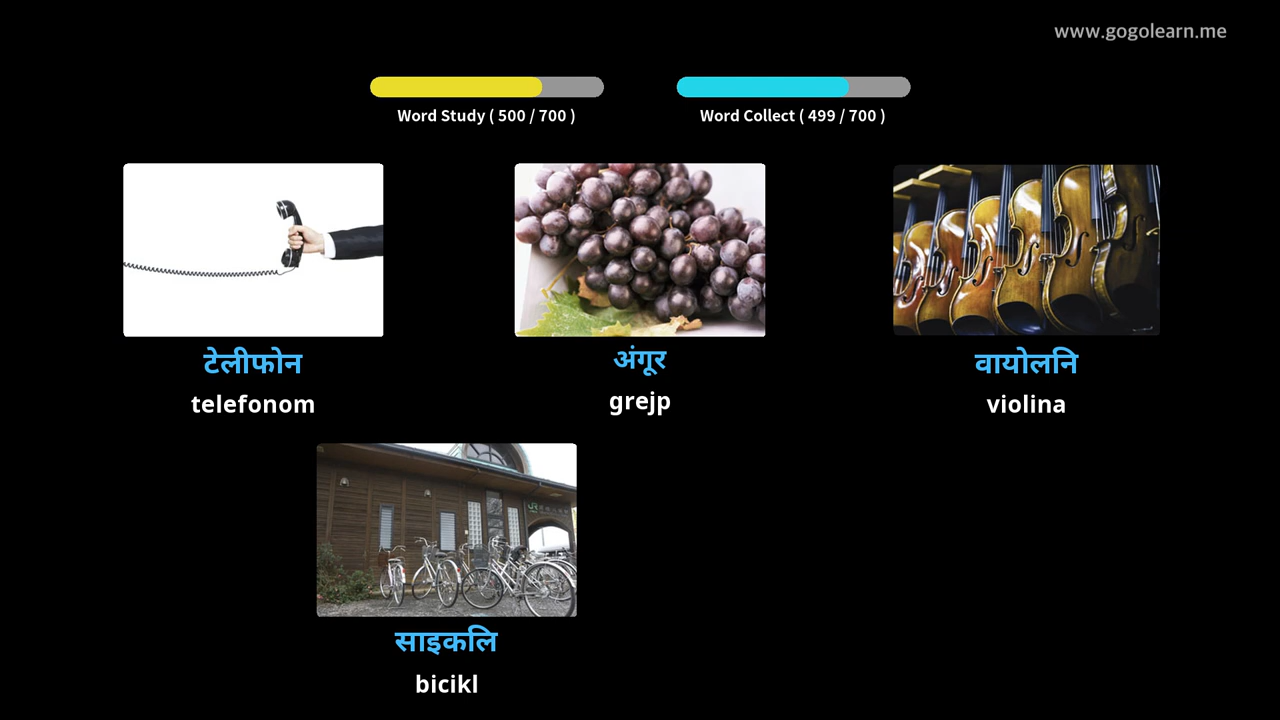 www.gogolearn.me
Word Study ( 500 / 700 )
Word Collect ( 499 / 700 )
टेलीफोन
अंगूर
वायोलनि
telefonom
grejp
violina
साइकलि
bicikl